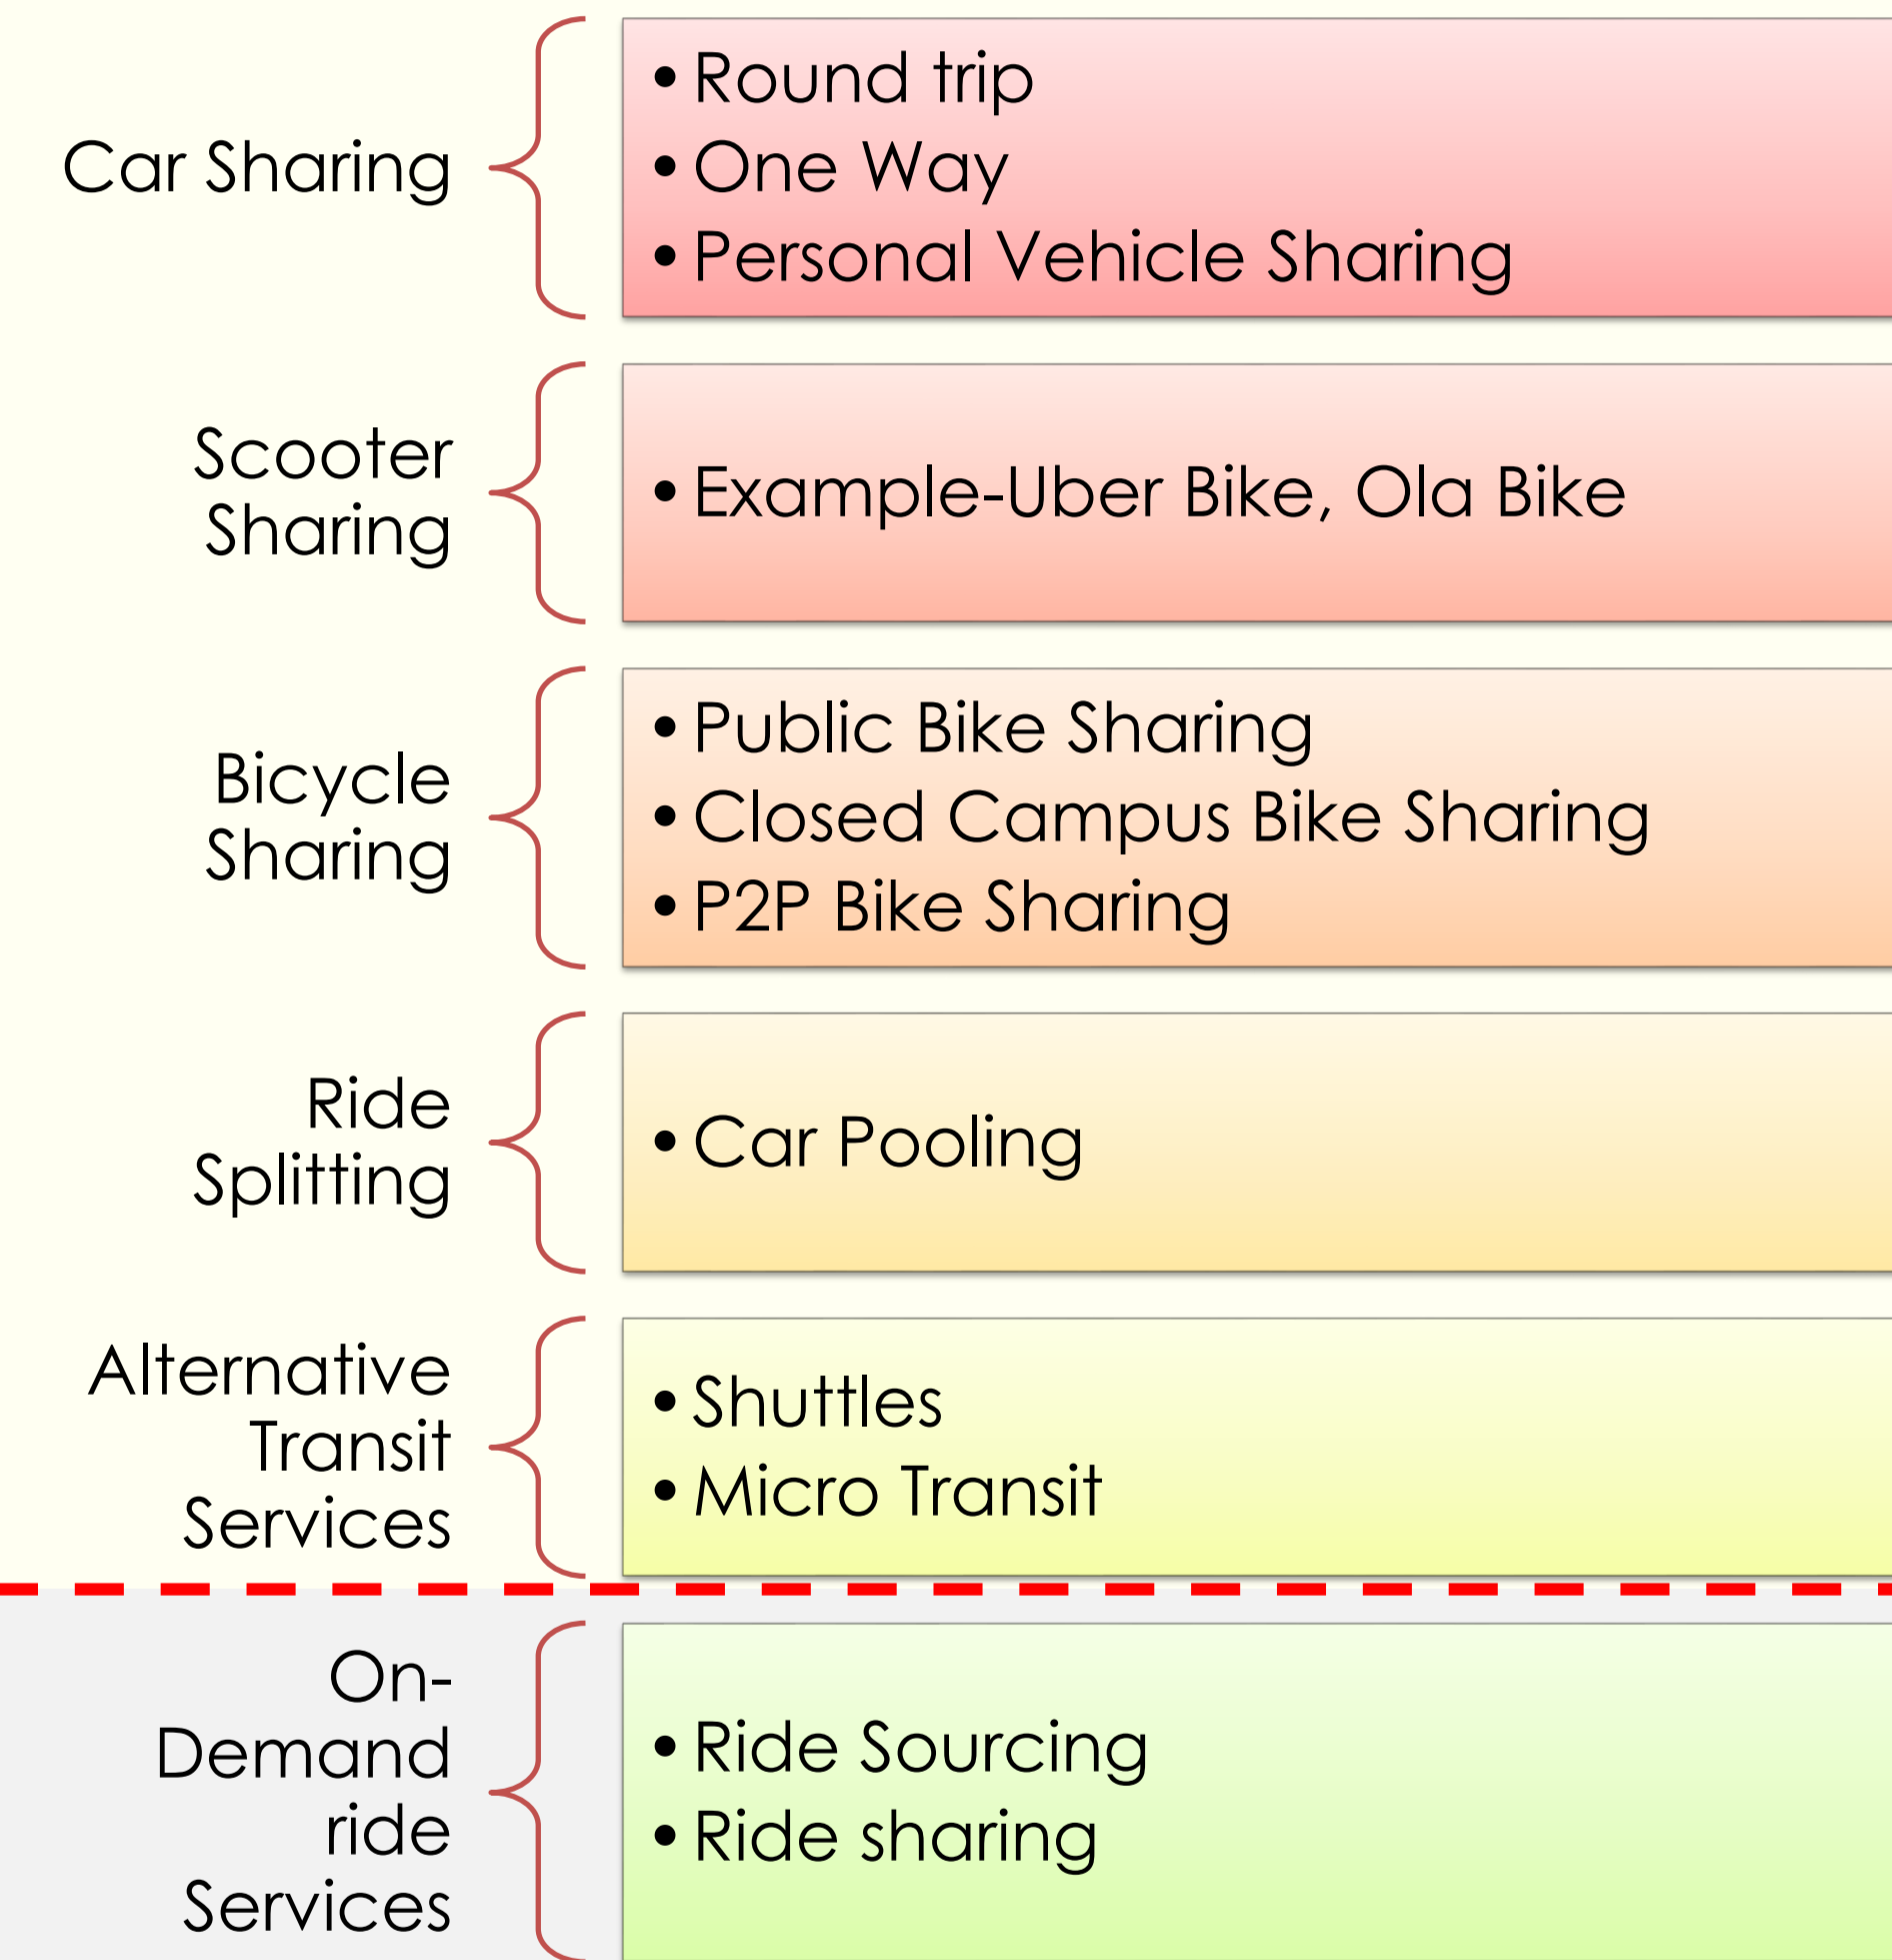 Car Sharing
• Round trip
• One Way
• Personal Vehicle Sharing
Scooter
Sharing
• Example-Uber Bike, Ola Bike
Bicycle
Sharing
• Public Bike Sharing
• Closed Campus Bike Sharing
• P2P Bike Sharing
Ride
Splitting
• Car Pooling
Alternative
Transit
Services
• Shuttles
• Micro Transit
On-
Demand
ride
Services
• Ride Sourcing
• Ride sharing